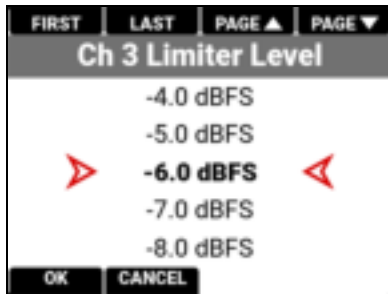 FIRST LAST PAGE▲ PAGE▼
Ch 3 Limiter Level
-4.0 dBFS
-5.0 dBFS
-6.0 dBFS
-7.0 dBFS
-8.0 dBFS
OK CANCEL